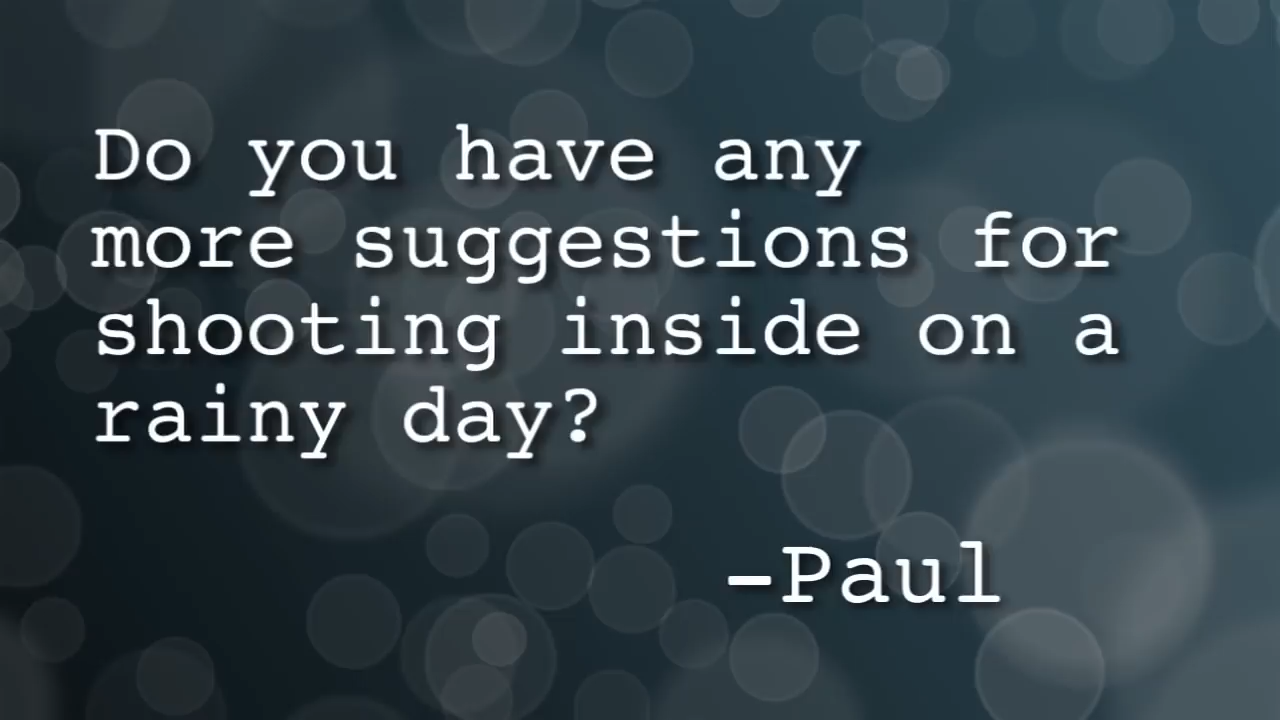 Do you have any
more suggestions for
shooting inside on a
rainy day?
-Paul